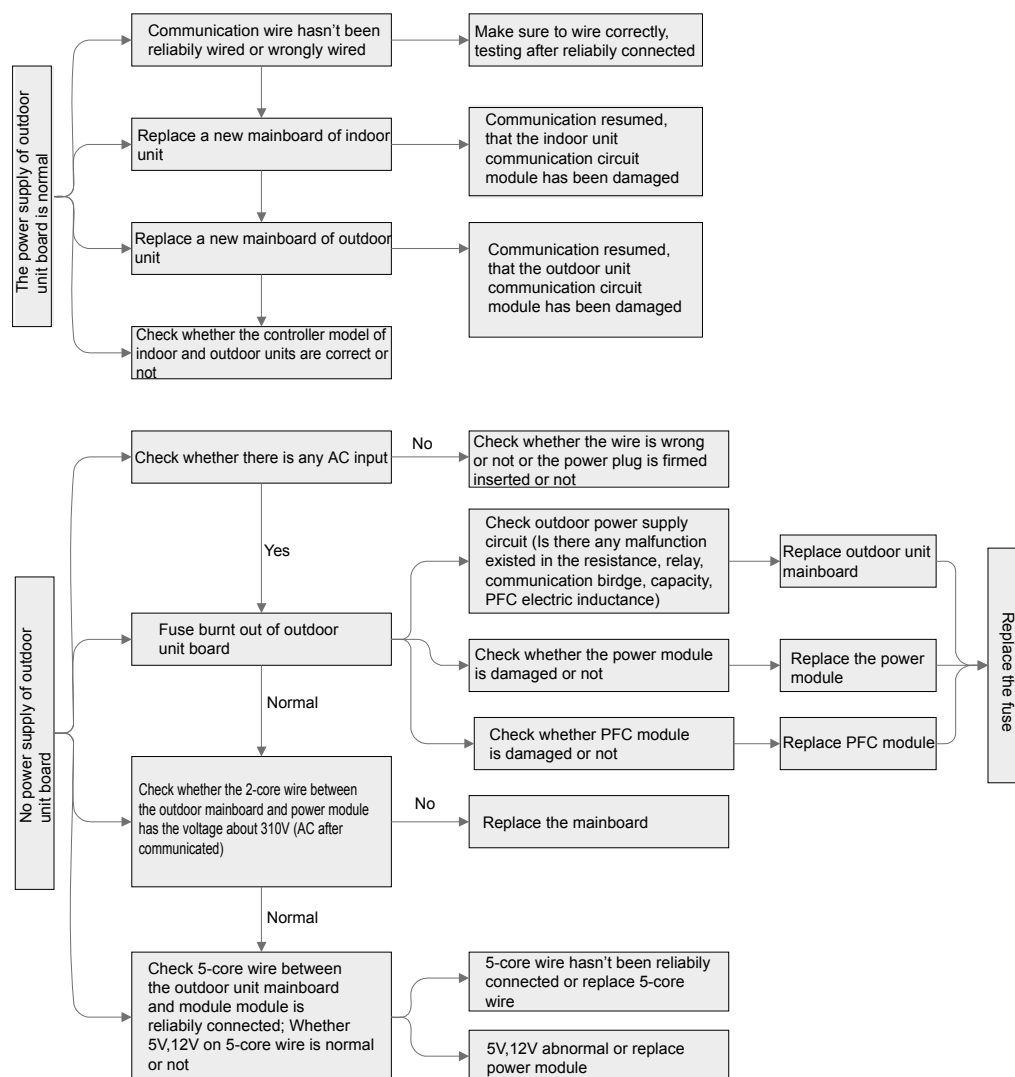 The power supply of outdoor
unit board is normal
Communication wire hasn't been
reliabily wired or wrongly wired
Make sure to wire correctly,
testing after reliabily connected
Replace a new mainboard of indoor
unit
Communication resumed,
that the indoor unit
communication circuit
module has been damaged
Replace a new mainboard of outdoor
unit
Communication resumed,
that the outdoor unit
communication circuit
module has been damaged
Check whether the controller model of
indoor and outdoor units are correct or
not
No power supply of outdoor
unit board
Check whether there is any AC input
No
Check whether the wire is wrong
or not or the power plug is firmed
inserted or not
Yes
Fuse burnt out of outdoor
unit board
Check outdoor power supply
circuit (Is there any malfunction
existed in the resistance, relay,
communication birdge, capacity,
PFC electric inductance)
Replace outdoor unit
mainboard
Check whether the power module
is damaged or not
Replace the power
module
Check whether PFC module
is damaged or not
Replace PFC module
Replace the fuse
Normal
Check whether the 2-core wire between
the outdoor mainboard and power module
has the voltage about 310V (AC after
communicated)
No
Replace the mainboard
Normal
Check 5-core wire between
the outdoor unit mainboard
and module module is
reliabily connected; Whether
5V,12V on 5-core wire is normal
or not
5-core wire hasn't been reliabily
connected or replace 5-core
wire
5V,12V abnormal or replace
power module